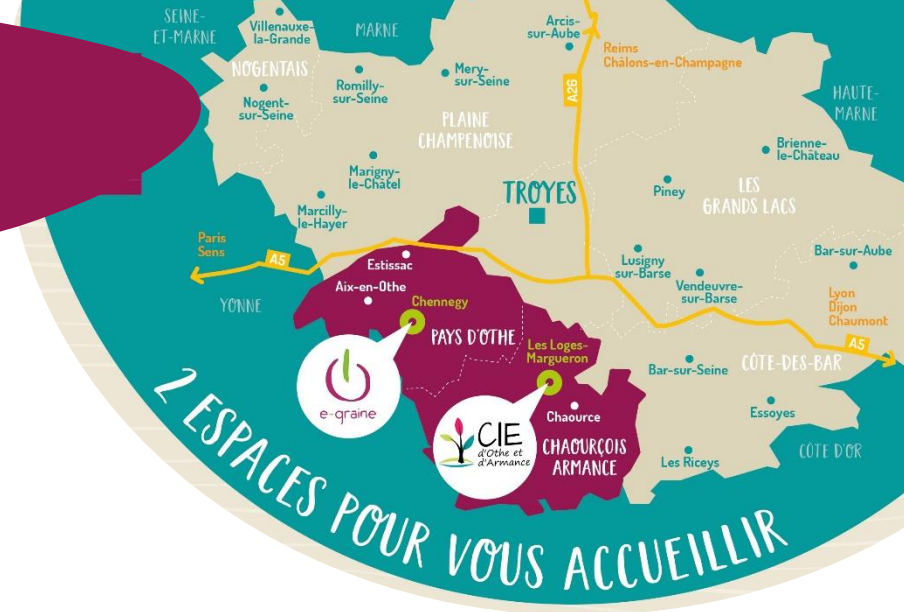 SEINE-
ET-MARNE
Villenauxe-
la-Grande
MARNE
Arcis-
sur-Aube
Reims
Châlons-en-Champagne
NOGENTAIS
Mery-
sur-Seine
Romilly-
sur-Seine
Nogent-
sur-Seine
A26
HAUTE-
MARNE
PLAINE
CHAMPENOISE
Brienne-
le-Château
Marigny-
le-Châtel
TROYES
Piney
LES
GRANDS LACS
Marcilly-
le-Hayer
Paris
Sens
A5
Estissac
Lusigny
sur-Barse
Bar-sur-Aube
Aix-en-Othe
Vendeuvre-
sur-Barse
YONNE
Chennegy
Lyon
Dijon
Chaumont
PAYS D'OTHE
Les Loges-
Margueron
A5
Bar-sur-Seine
CÔTE-DES-BAR
e-graine
Chaource
Essoyes
CIE
d'Othe et
d'Armance
CHAOURÇOIS
ARMANCE
Les Riceys
CÔTE D'OR
2 ESPACES POUR VOUS ACCUEILLIR